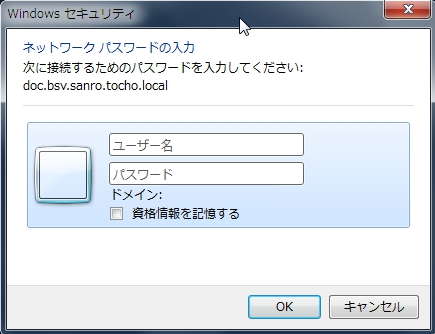 Windows セキュリティ
ネットワーク パスワードの入力
次に接続するためのパスワードを入力してください:
doc.bsv.sanro.tocho.local
ユーザー名
パスワード
ドメイン:
資格情報を記憶する
OK
キャンセル